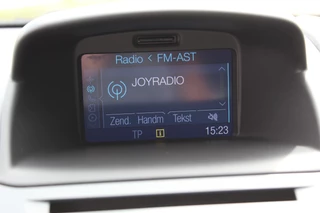 Radio < FM-AST
JOYRADIO
Zend. Handm Tekst
TP i 15:23